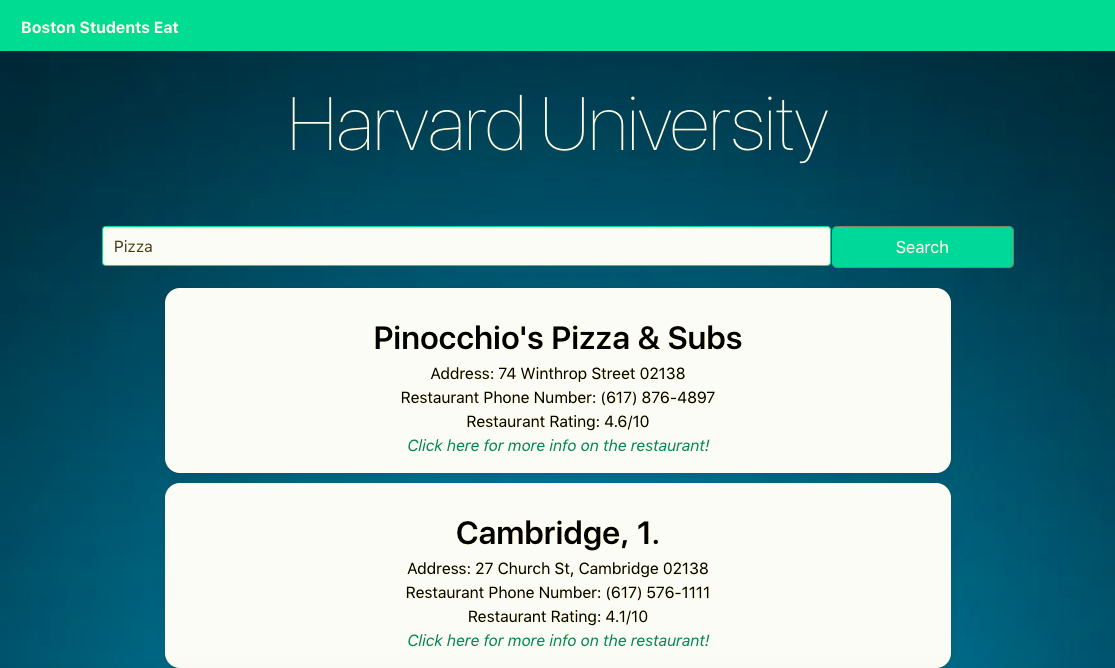 Boston Students Eat
Harvard University
Pizza
Search
Pinocchio's Pizza & Subs
Address: 74 Winthrop Street 02138
Restaurant Phone Number: (617) 876-4897
Restaurant Rating: 4.6/10
Click here for more info on the restaurant!
Cambridge, 1.
Address: 27 Church St, Cambridge 02138
Restaurant Phone Number: (617) 576-1111
Restaurant Rating: 4.1/10
Click here for more info on the restaurant!